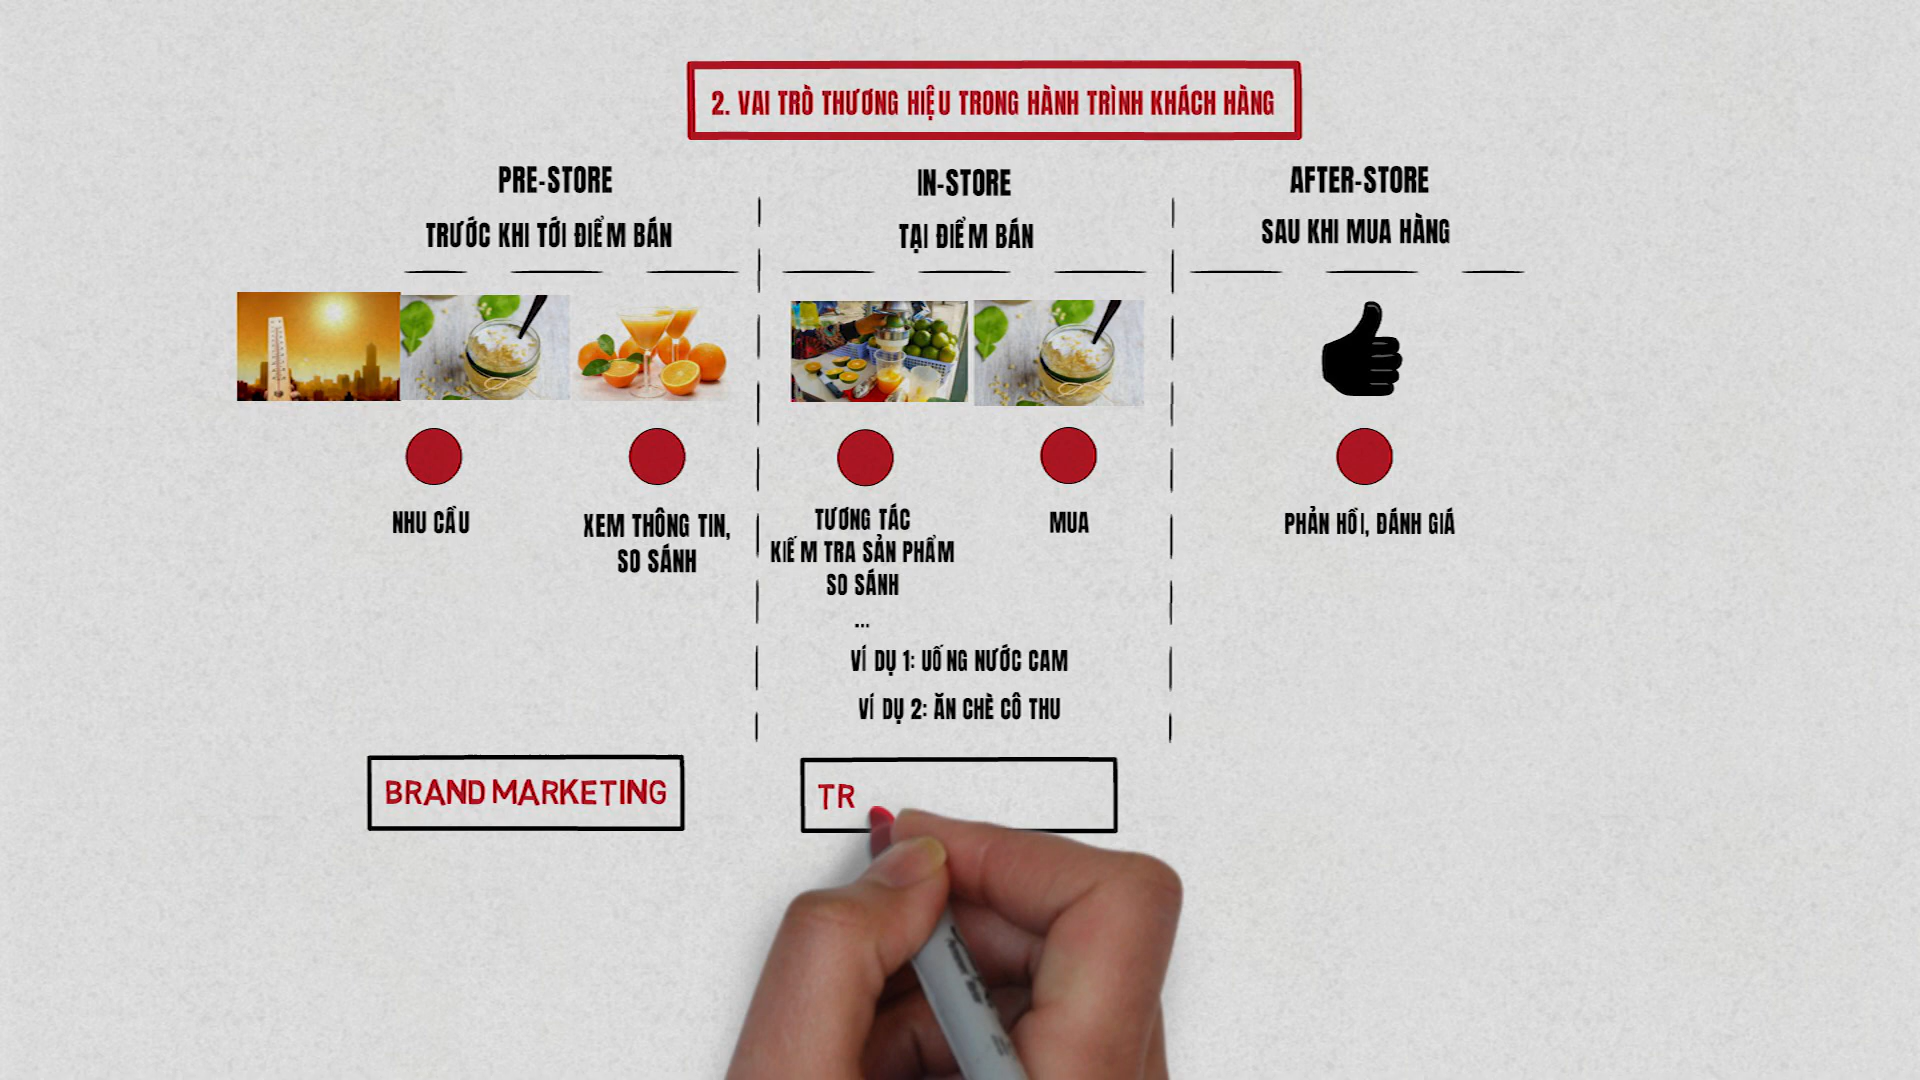 2. VAI TRÒ THƯƠNG HIỆU TRONG HÀNH TRÌNH KHÁCH HÀNG
PRE-STORE
TRƯỚC KHI TỚI ĐIỂM BÁN
IN-STORE
TẠI ĐIỂM BÁN
AFTER-STORE
SAU KHI MUA HÀNG
NHU CẦU
XEM THÔNG TIN,
SO SÁNH
TƯƠNG TÁC
KIỂM TRA SẢN PHẨM
SO SÁNH
...
VÍ DỤ 1: UỐNG NƯỚC CAM
VÍ DỤ 2: ĂN CHÈ CÔ THU
MUA
PHẢN HỒI, ĐÁNH GIÁ
BRAND MARKETING
TR